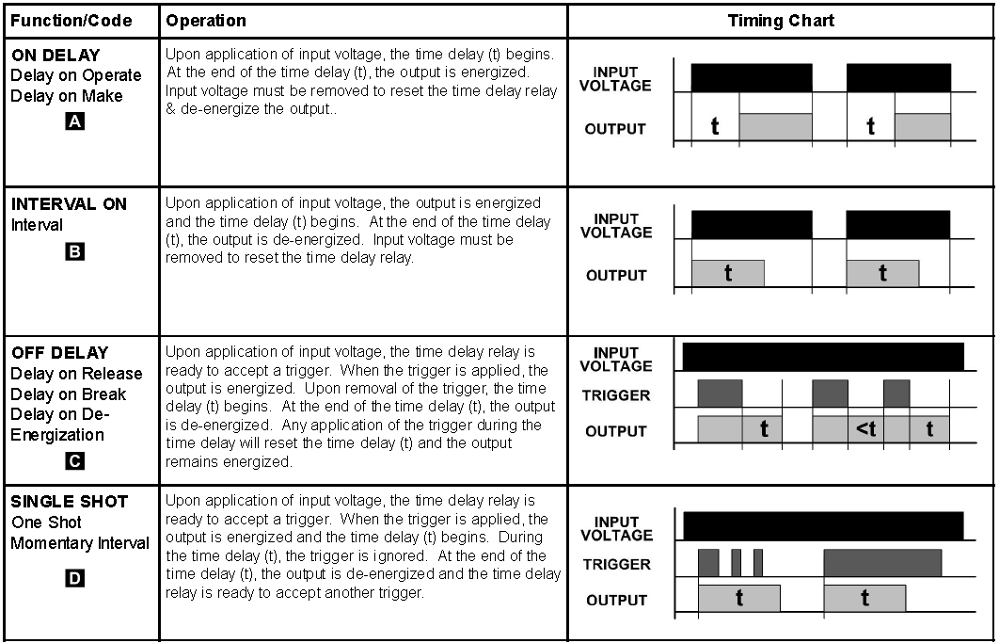 Function/Code
Operation
Timing Chart
ON DELAY
Delay on Operate
Delay on Make
A
Upon application of input voltage, the time delay (t) begins.
At the end of the time delay (t), the output is energized.
Input voltage must be removed to reset the time delay relay
& de-energize the output..
INPUT
VOLTAGE
OUTPUT
t
t
INTERVAL ON
Interval
B
Upon application of input voltage, the output is energized
and the time delay (t) begins. At the end of the time delay
(t), the output is de-energized. Input voltage must be
removed to reset the time delay relay.
INPUT
VOLTAGE
OUTPUT
t
t
OFF DELAY
Delay on Release
Delay on Break
Delay on De-
Energization
C
Upon application of input voltage, the time delay relay is
ready to accept a trigger. When the trigger is applied, the
output is energized. Upon removal of the trigger, the time
delay (t) begins. At the end of the time delay (t), the output
is de-energized. Any application of the trigger during the
time delay will reset the time delay (t) and the output
remains energized.
INPUT
VOLTAGE
TRIGGER
OUTPUT
t
<t
t
SINGLE SHOT
One Shot
Momentary Interval
D
Upon application of input voltage, the time delay relay is
ready to accept a trigger. When the trigger is applied, the
output is energized and the time delay (t) begins. During
the time delay (t), the trigger is ignored. At the end of the
time delay (t), the output is de-energized and the time delay
relay is ready to accept another trigger.
INPUT
VOLTAGE
TRIGGER
OUTPUT
t
t